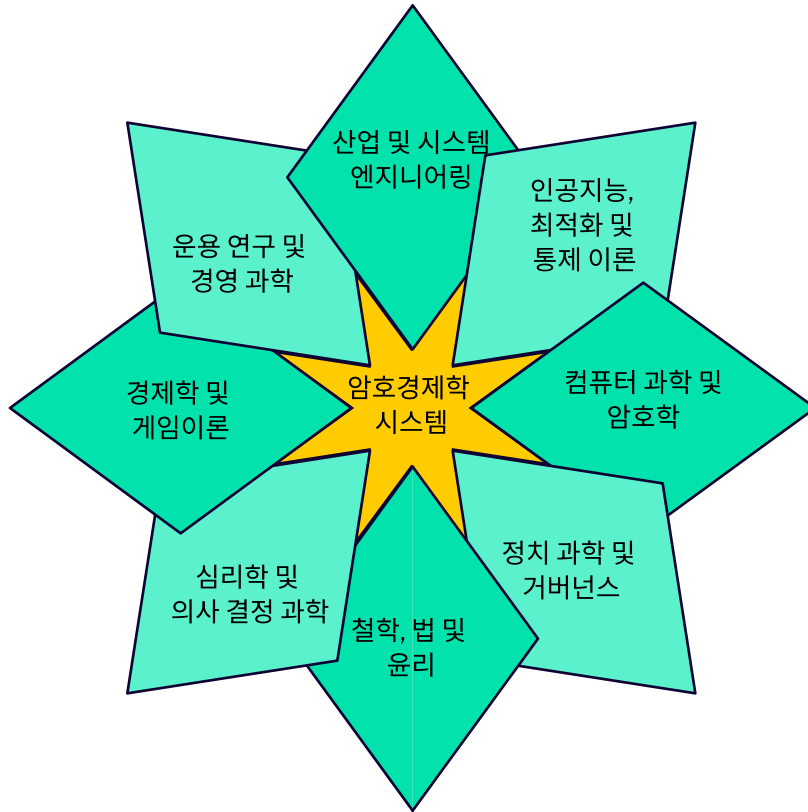 산업 및 시스템
엔지니어링
인공지능,
최적화 및
통제 이론
운용 연구 및
경영 과학
경제학 및
게임이론
암호경제학
시스템
컴퓨터 과학 및
암호학
심리학 및
의사 결정 과학
철학, 법 및
윤리
정치 과학 및
거버넌스